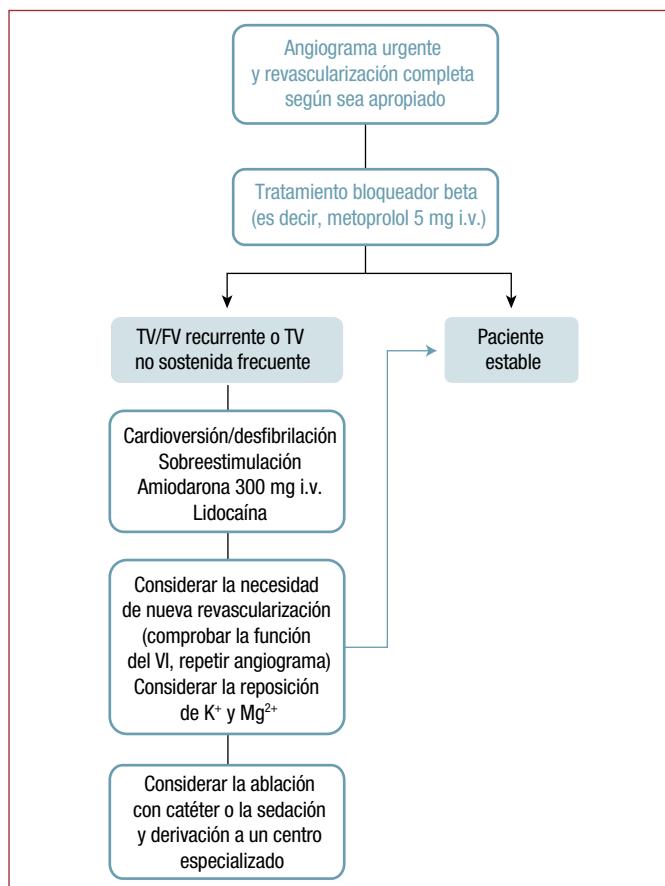 Angiograma urgente
y revascularización completa
según sea apropiado
Tratamiento bloqueador beta
(es decir, metoprolol 5 mg i.v.)
TV/FV recurrente o TV
no sostenida frecuente
Paciente
estable
Cardioversión/desfibrilación
Sobreestimulación
Amiodarona 300 mg i.v.
Lidocaína
Considerar la necesidad
de nueva revascularización
(comprobar la función
del VI, repetir angiograma)
Considerar la reposición
de K⁺ y Mg²⁺
Considerar la ablación
con catéter o la sedación
y derivación a un centro
especializado